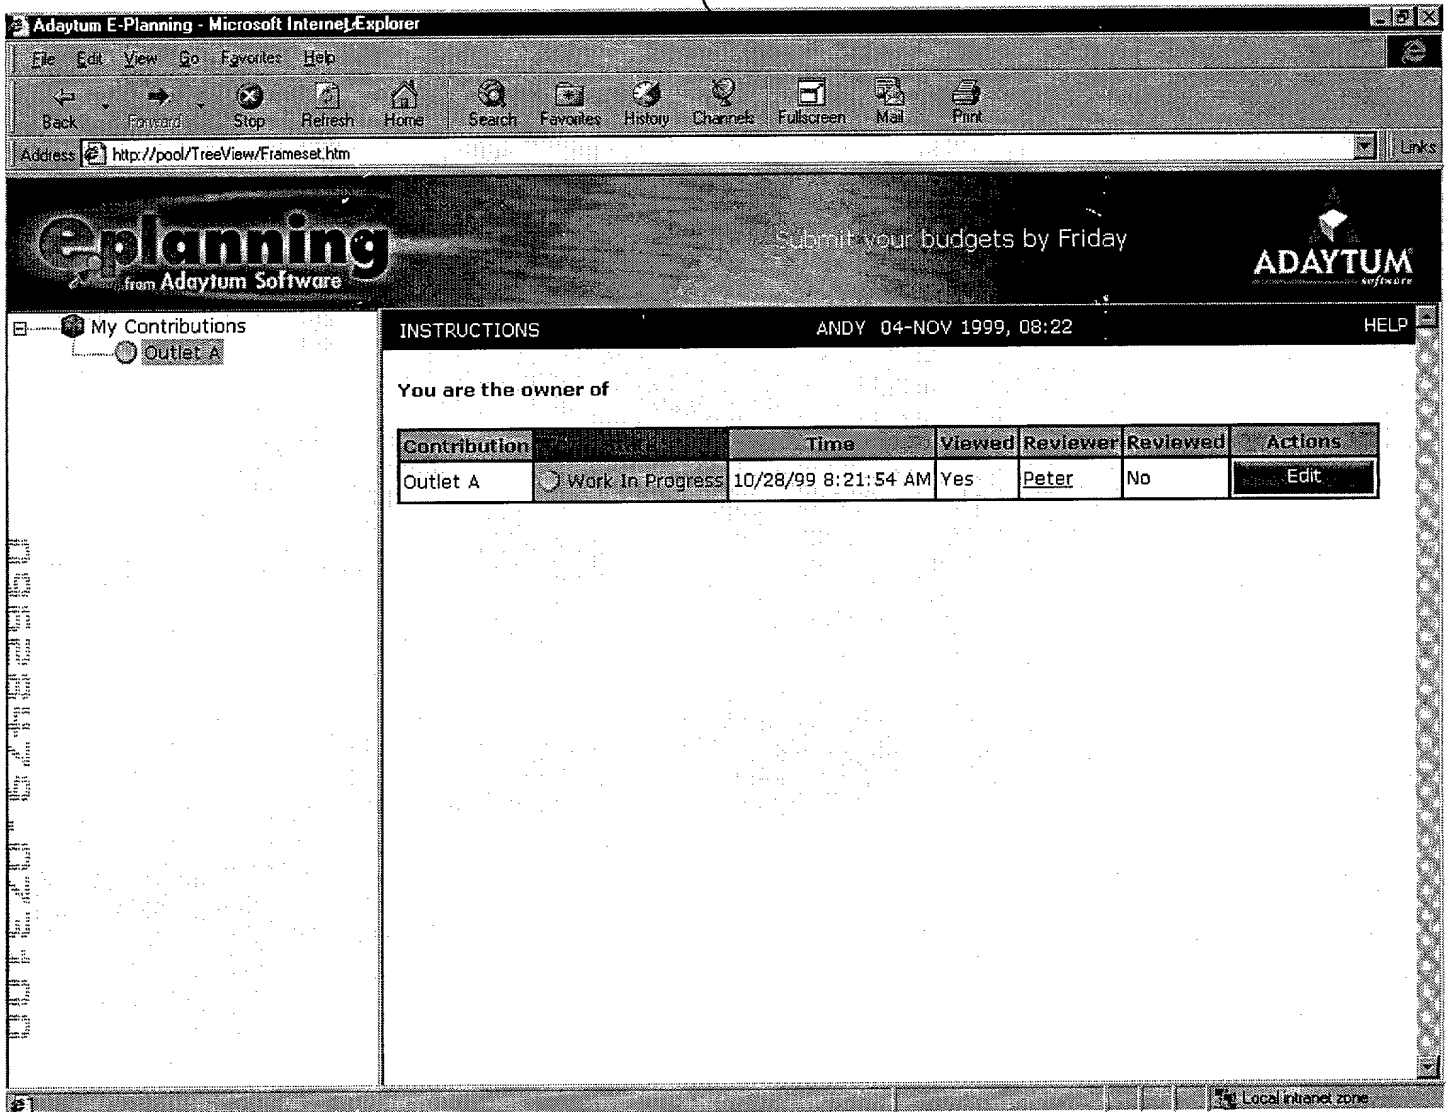 Adaytum E-Planning - Microsoft Internet Explorer
File Edit View Go Favorites Help
Back Forward Stop Refresh Home Search Favorites History Channels Fullscreen Mail Print
Address http://pool/TreeView/Frameset.htm Links
eplanning
from Adaytum Software
Submit your budgets by Friday
ADAYTUM
software
My Contributions
Outlet A
INSTRUCTIONS ANDY 04-NOV 1999, 08:22 HELP
You are the owner of
Contribution Time Viewed Reviewer Reviewed Actions
Outlet A Work In Progress 10/28/99 8:21:54 AM Yes Peter No Edit
Local intranet zone